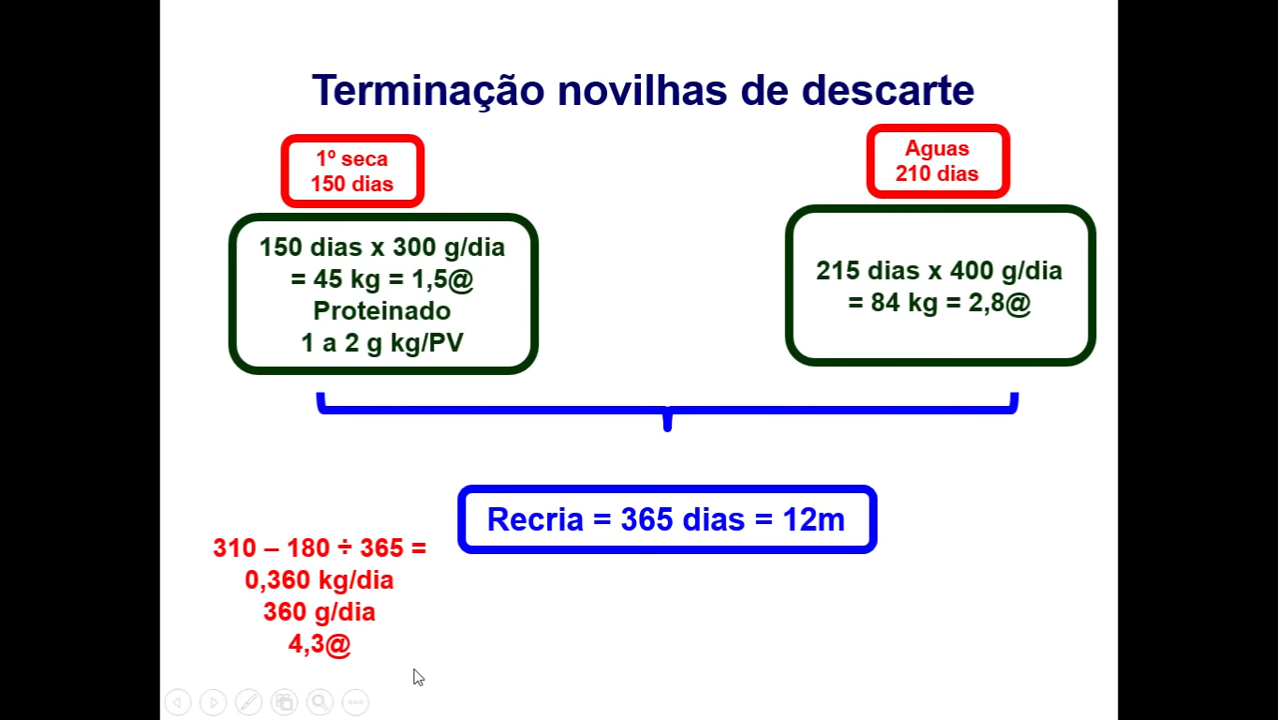 Terminação novilhas de descarte
1º seca
150 dias
Aguas
210 dias
150 dias x 300 g/dia
= 45 kg = 1,5@
Proteinado
1 a 2 g kg/PV
215 dias x 400 g/dia
= 84 kg = 2,8@
Recria = 365 dias = 12m
310 – 180 ÷ 365 =
0,360 kg/dia
360 g/dia
4,3@